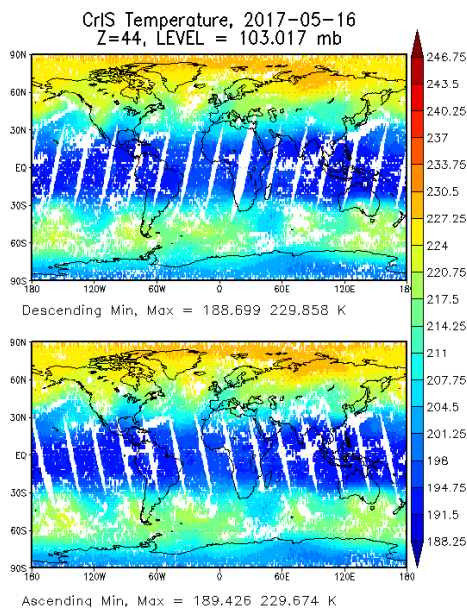 CrIS Temperature, 2017-05-16
Z=44, LEVEL = 103.017 mb
90N
60N
30N
EQ
30S
60S
90S
180 120W 60W 0 60E 120E 180
Descending Min, Max = 188.699 229.858 K
90N
60N
30N
EQ
30S
60S
90S
180 120W 60W 0 60E 120E 180
Ascending Min, Max = 189.426 229.674 K
246.75
243.5
240.25
237
233.75
230.5
227.25
224
220.75
217.5
214.25
211
207.75
204.5
201.25
198
194.75
191.5
188.25